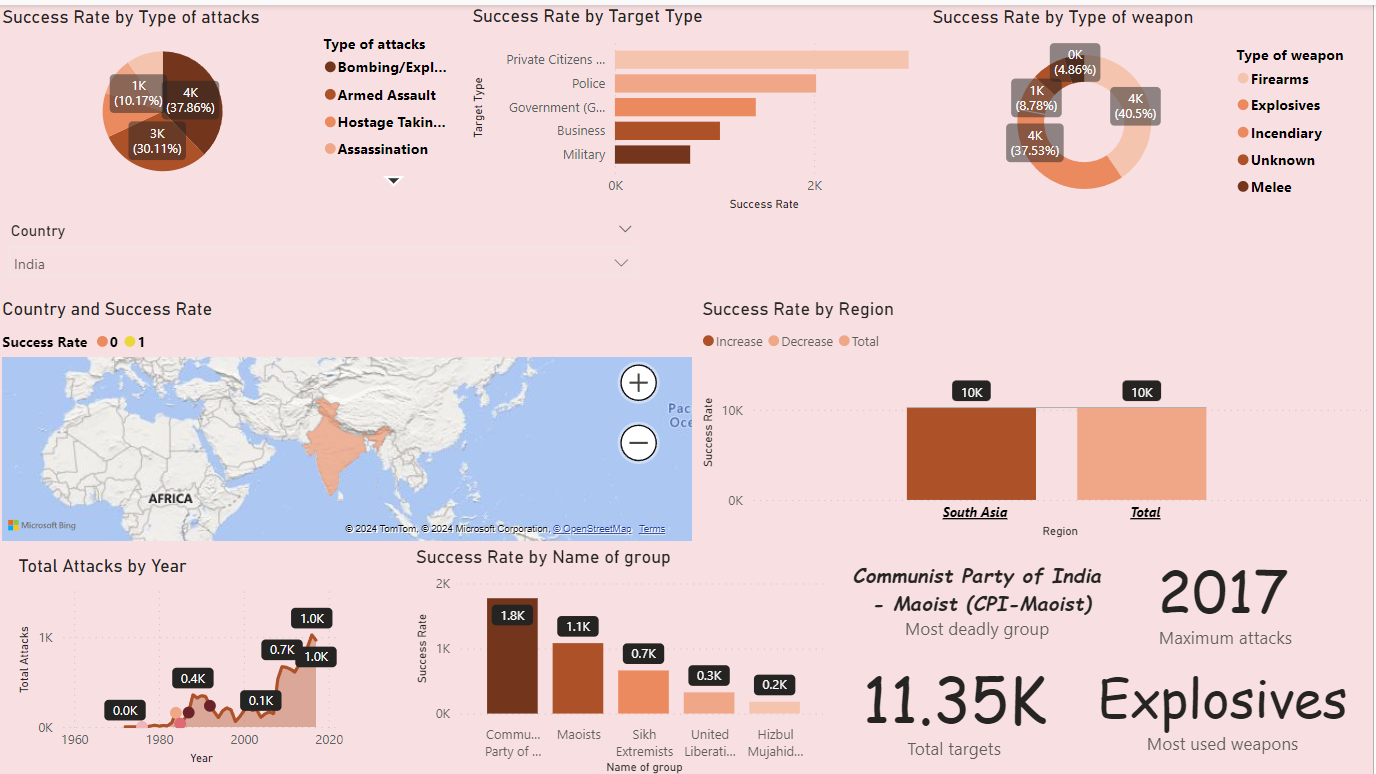 Success Rate by Type of attacks
1K
(10.17%)
4K
(37.86%)
3K
(30.11%)
Type of attacks
Bombing/Expl...
Armed Assault
Hostage Takin...
Assassination
Success Rate by Target Type
Target Type
Private Citizens ...
Police
Government (G...
Business
Military
0K
2K
Success Rate
Success Rate by Type of weapon
0K
(4.86%)
1K
(8.78%)
4K
(40.5%)
4K
(37.53%)
Type of weapon
Firearms
Explosives
Incendiary
Unknown
Melee
Country
India
Country and Success Rate
Success Rate 0 1
AFRICA
Pac
Oce
Microsoft Bing
© 2024 TomTom, © 2024 Microsoft Corporation, © OpenStreetMap Terms
Success Rate by Region
Increase Decrease Total
Success Rate
10K
0K
10K
10K
South Asia
Total
Region
Total Attacks by Year
Total Attacks
1K
0K
0.0K
0.4K
0.1K
0.7K
1.0K
1.0K
1960
1980
2000
2020
Year
Success Rate by Name of group
Success Rate
2K
1K
0K
1.8K
1.1K
0.7K
0.3K
0.2K
Commu...
Party of ...
Maoists
Sikh
Extremists
United
Liberati...
Hizbul
Mujahid...
Name of group
Communist Party of India
- Maoist (CPI-Maoist)
Most deadly group
2017
Maximum attacks
11.35K
Total targets
Explosives
Most used weapons